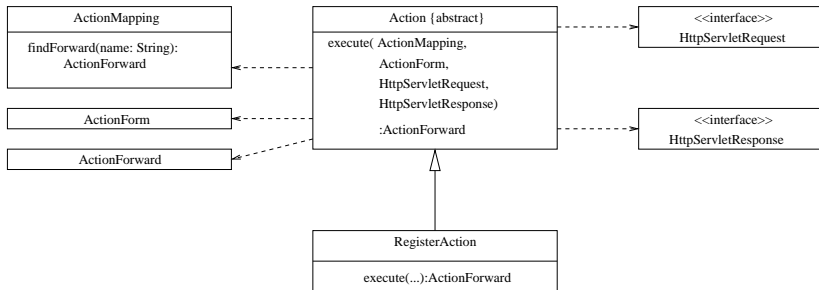 ActionMapping
findForward(name: String):
ActionForward
ActionForm
ActionForward
Action {abstract}
execute( ActionMapping,
ActionForm,
HttpServletRequest,
HttpServletResponse)
:ActionForward
<<interface>>
HttpServletRequest
<<interface>>
HttpServletResponse
RegisterAction
execute(...):ActionForward